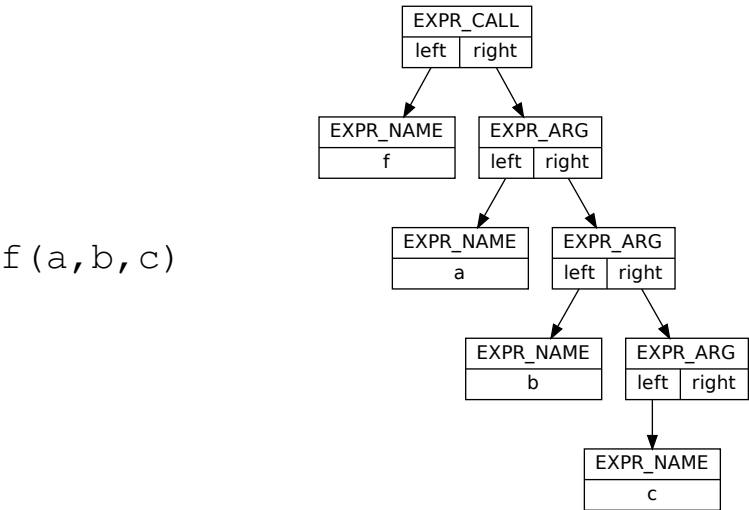 EXPR_CALL
left right
EXPR_NAME EXPR_ARG
f left right
f(a,b,c)
EXPR_NAME EXPR_ARG
a left right
EXPR_NAME EXPR_ARG
b left right
EXPR_NAME
c